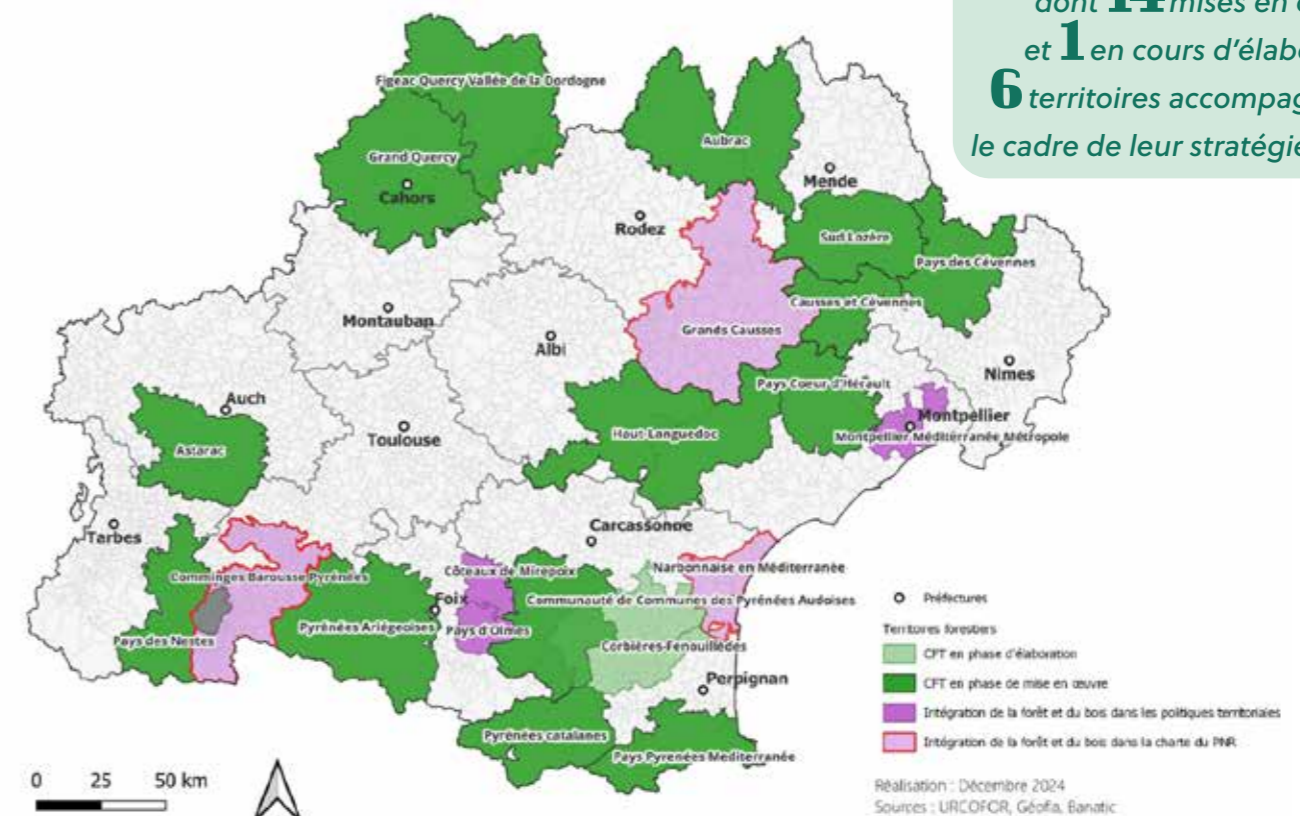 dont 14 mises en
et 1 en cours d'élabo
6 territoires accompag
le cadre de leur stratégie
Figeac Quercy Vallée de la Dordogne
Aubrac
Grand Quercy
Mende
Cahors
Rodez
Sud Lozère
Pays des Cévennes
Causses et Cévennes
Montauban
Grands Causses
Albi
Nîmes
Pays Coeur d'Hérault
Auch
Montpellier
Toulouse
Haut-Languedoc
Montpellier Méditerranée Métropole
Astarac
Tarbes
Carcassonne
Comminges Barousse Pyrénées
Côteaux de Mirepoix
Narbonnaise en Méditerranée
Foix
Communauté de Communes des Pyrénées Audoises
Pays des Nestes
Pyrénées Ariégeoises
Pays d'Olmes
Corbières-Fenouillèdes
Perpignan
Pyrénées catalanes
Pays Pyrénées Méditerranée
Préfectures
Territoires forestiers
CFT en phase d'élaboration
CFT en phase de mise en œuvre
Intégration de la forêt et du bois dans les politiques territoriales
Intégration de la forêt et du bois dans la charte du PNR
0 25 50 km
Réalisation : Décembre 2024
Sources : URCOFOR, Géofla, Banatic